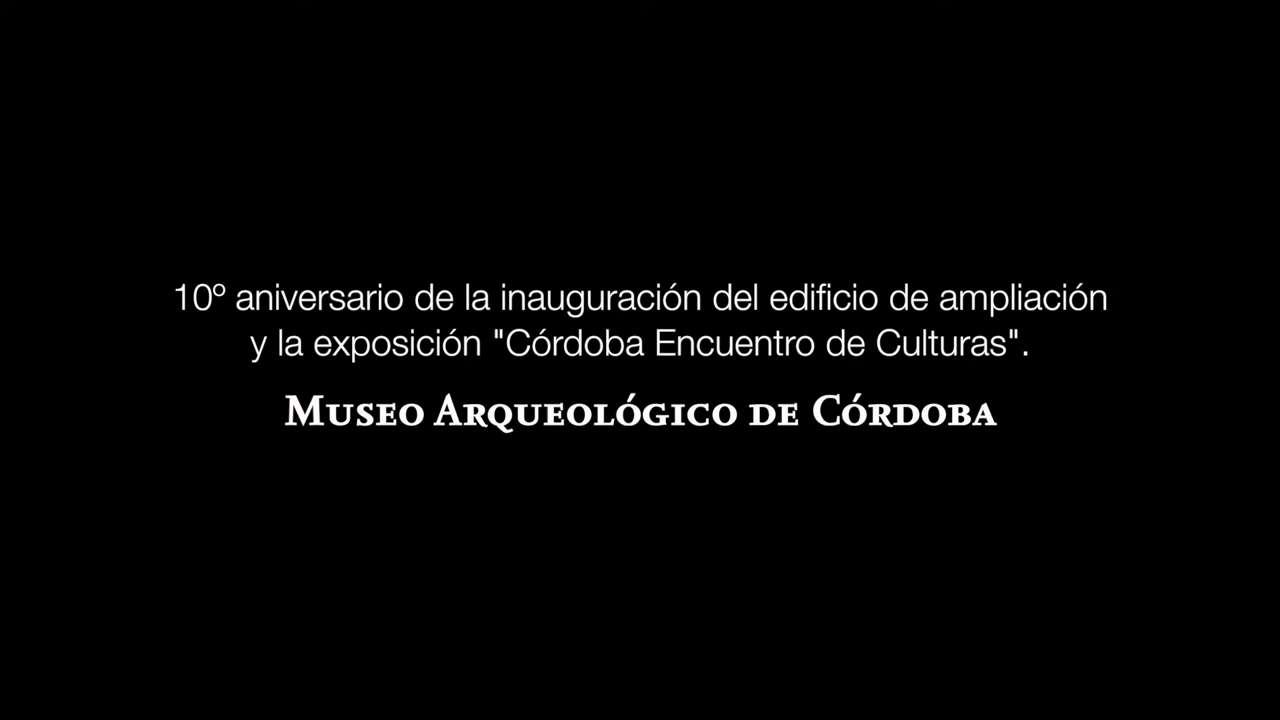 10º aniversario de la inauguración del edificio de ampliación
y la exposición "Córdoba Encuentro de Culturas".
Museo Arqueológico de Córdoba